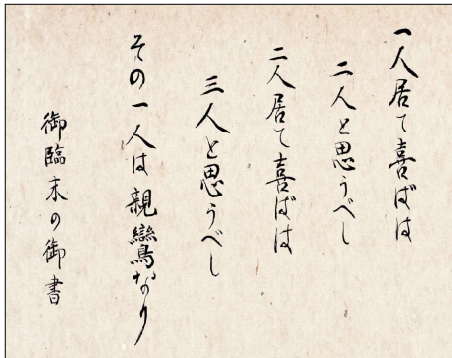 一人居て喜ばは
二人と思うべし
二人居て喜ばは
三人と思うべし
その一人は親鸞なり
御臨末の御書